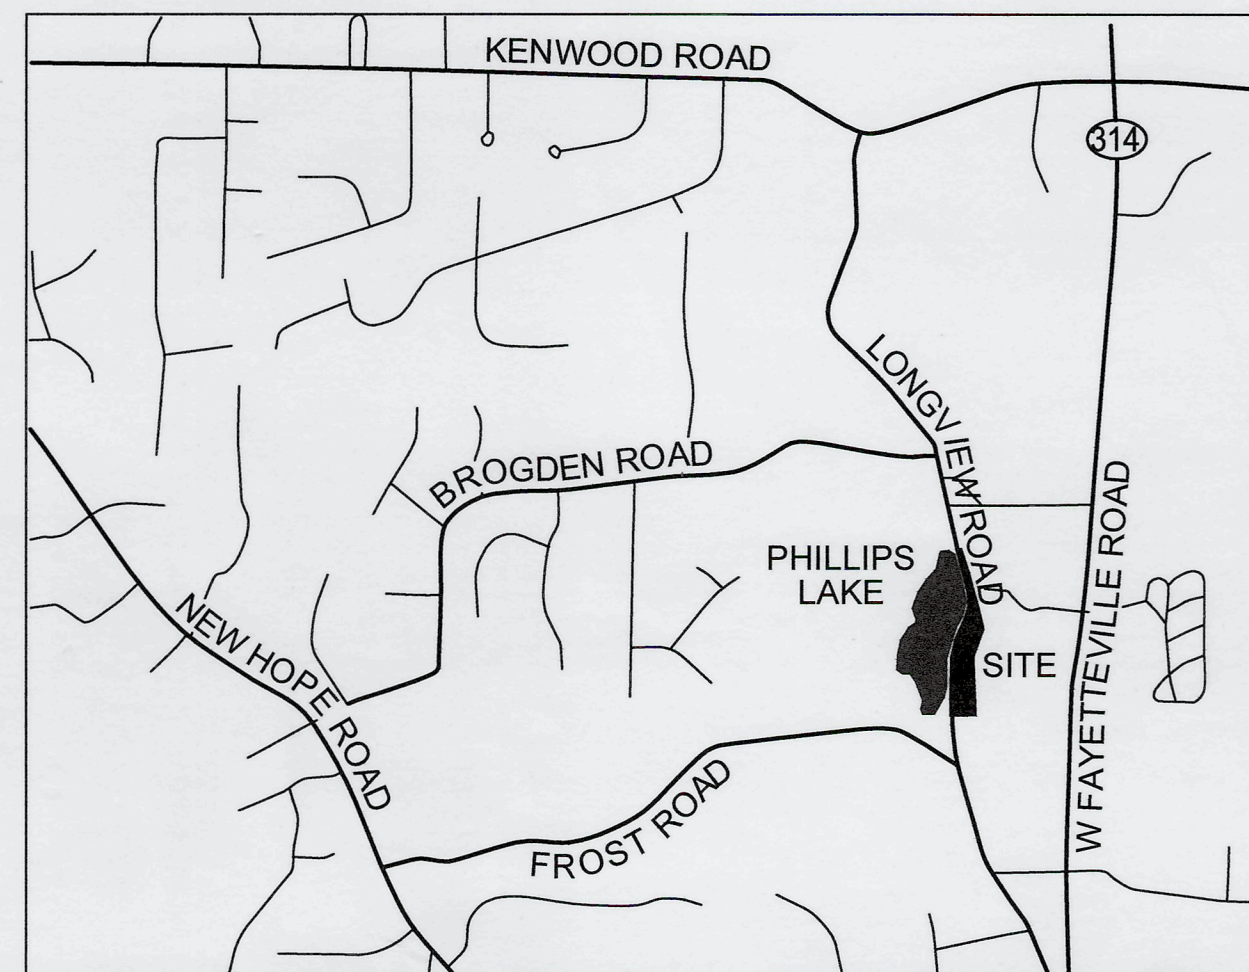 KENWOOD ROAD
314
LONGVIEW ROAD
BROGDEN ROAD
W FAYETTEVILLE ROAD
PHILLIPS
LAKE
NEW HOPE ROAD
SITE
FROST ROAD